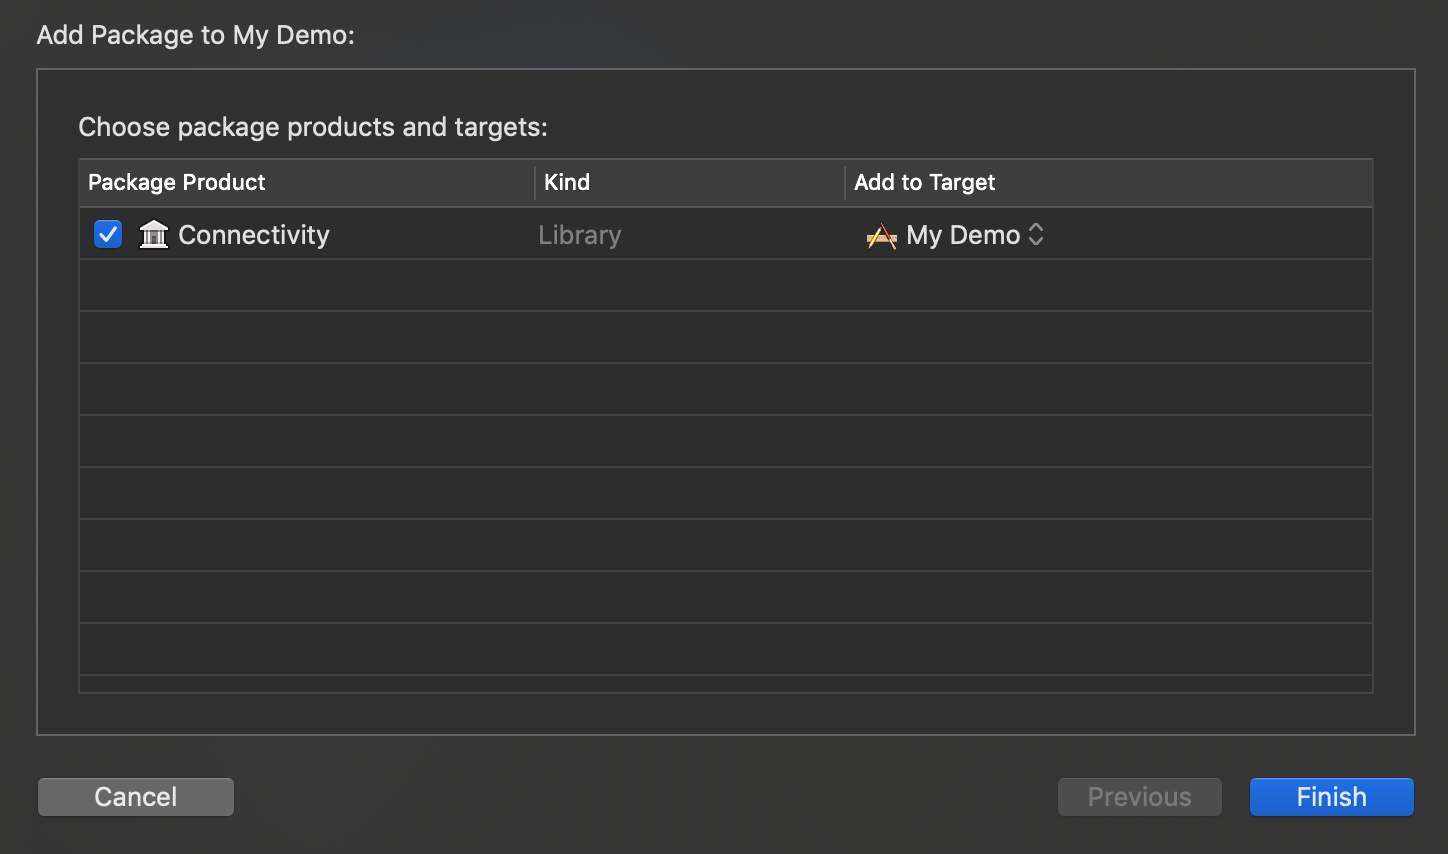 Add Package to My Demo:
Choose package products and targets:
Package Product Kind Add to Target
Connectivity Library My Demo
Cancel Previous Finish